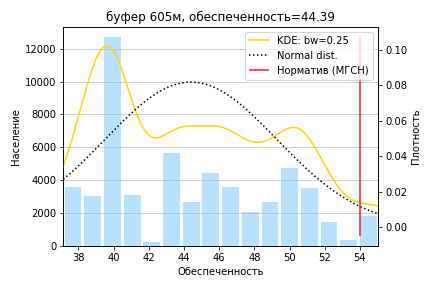 буфер 605м, обеспеченность=44.39
KDE: bw=0.25
Normal dist.
Норматив (МГСН)
Население
12000
10000
8000
6000
4000
2000
0
0.10
0.08
0.06
0.04
0.02
0.00
Плотность
38 40 42 44 46 48 50 52 54
Обеспеченность